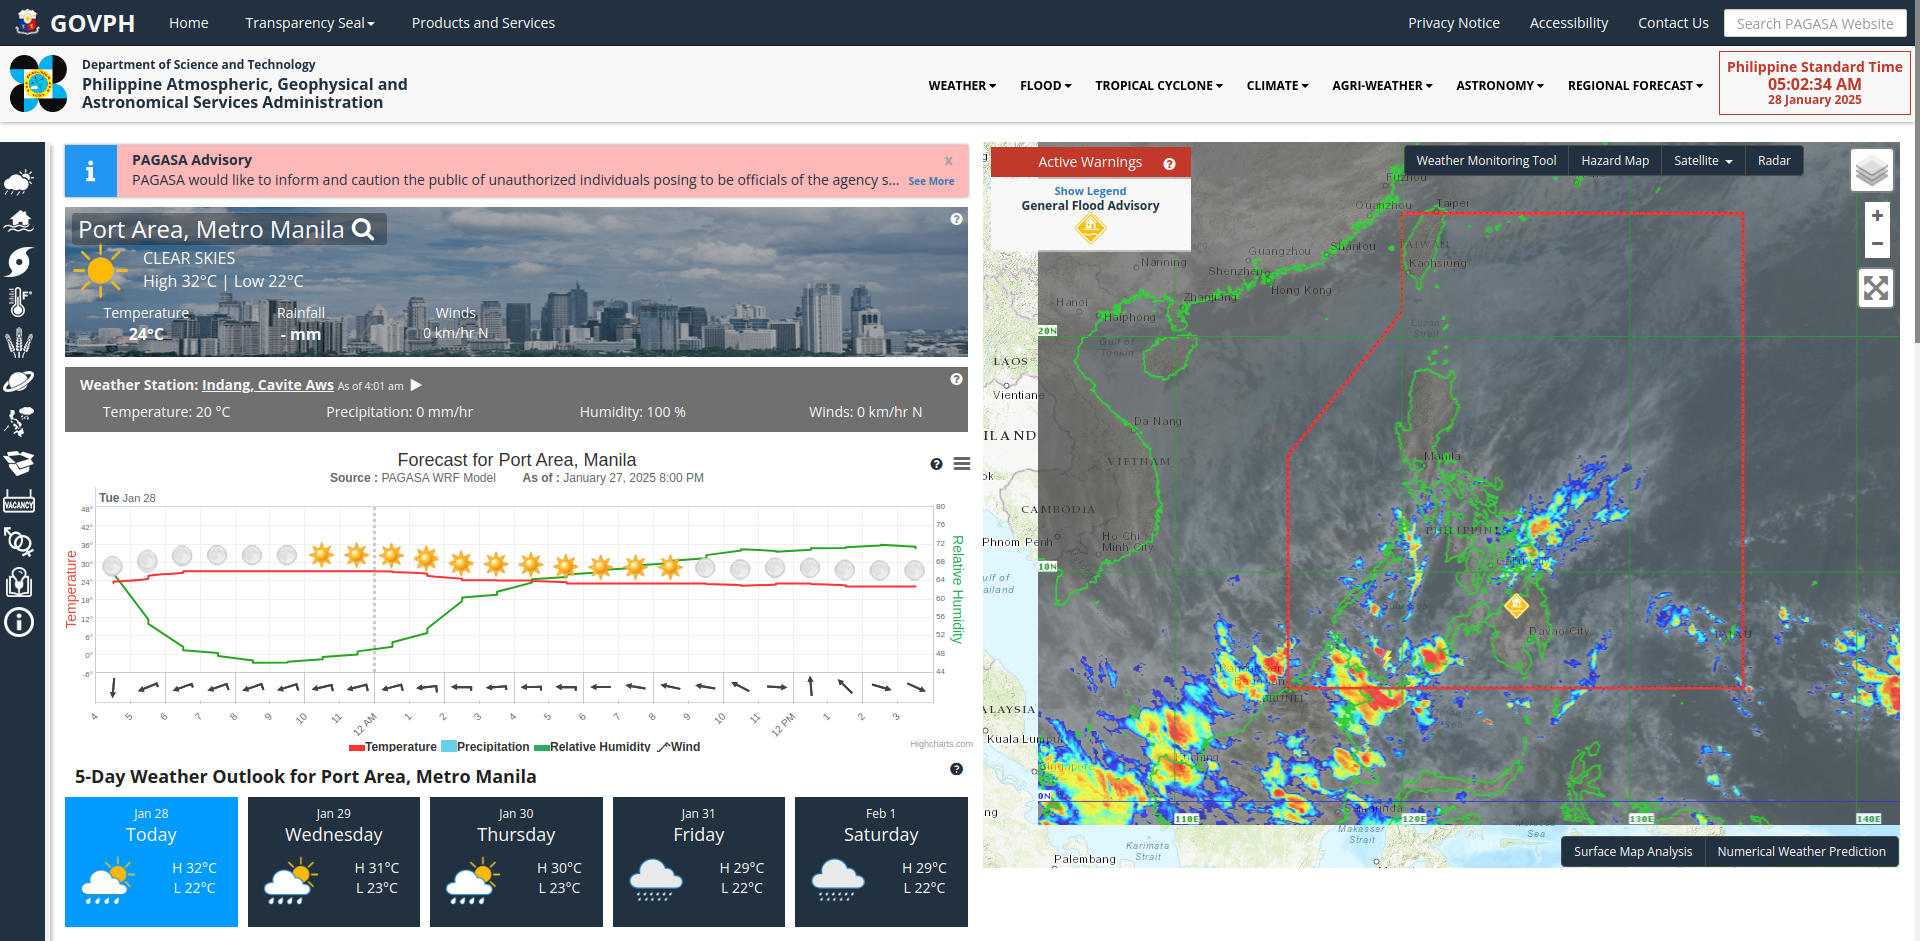 GOVPH
Home
Transparency Seal
Products and Services
Privacy Notice
Accessibility
Contact Us
Search PAGASA Website
Department of Science and Technology
Philippine Atmospheric, Geophysical and
Astronomical Services Administration
WEATHER
FLOOD
TROPICAL CYCLONE
CLIMATE
AGRI-WEATHER
ASTRONOMY
REGIONAL FORECAST
Philippine Standard Time
05:02:34 AM
28 January 2025
VACANCY
PAGASA Advisory
x
PAGASA would like to inform and caution the public of unauthorized individuals posing to be officials of the agency s... See More
Port Area, Metro Manila
CLEAR SKIES
High 32°C | Low 22°C
Temperature
Rainfall
Winds
24°C
- mm
0 km/hr N
Weather Station: Indang, Cavite Aws As of 4:01 am
Temperature: 20 °C
Precipitation: 0 mm/hr
Humidity: 100 %
Winds: 0 km/hr N
Forecast for Port Area, Manila
Source : PAGASA WRF Model As of : January 27, 2025 8:00 PM
Tue Jan 28
Temperature
48°
42°
36°
30°
24°
18°
12°
6°
0°
-6°
80
76
72
68
64
60
56
52
48
44
Relative Humidity
4
5
6
7
8
9
10
11
12 AM
1
2
3
4
5
6
7
8
9
10
11
12 PM
1
2
3
Temperature Precipitation Relative Humidity Wind
Highcharts.com
5-Day Weather Outlook for Port Area, Metro Manila
Jan 28
Today
H 32°C
L 22°C
Jan 29
Wednesday
H 31°C
L 23°C
Jan 30
Thursday
H 30°C
L 23°C
Jan 31
Friday
H 29°C
L 22°C
Feb 1
Saturday
H 29°C
L 22°C
Active Warnings
Show Legend
General Flood Advisory
Weather Monitoring Tool
Hazard Map
Satellite
Radar
+
−
Fuzhou
Quanzhou
Taipei
Guangzhou
Shantou
TAIWAN
Nanning
Shenzhen
Kaohsiung
Hanoi
Zhanjiang
Hong Kong
Haiphong
20N
Luzon
Strait
Gulf of
Tonkin
LAOS
Vientiane
Da Nang
ILAND
VIETNAM
Manila
ok
CAMBODIA
PHILIPPINES
Phnom Penh
Ho Chi
Minh City
10N
ulf of
ailand
Davao City
PALAU
Bandar Seri
Begawan
BRUNEI
ALAYSIA
Kuala Lumpur
Kuching
Singapore
0N
110E
120E
130E
140E
Samarinda
ng
Makassar
Strait
Karimata
Strait
Palembang
Molucca
Sea
Surface Map Analysis
Numerical Weather Prediction